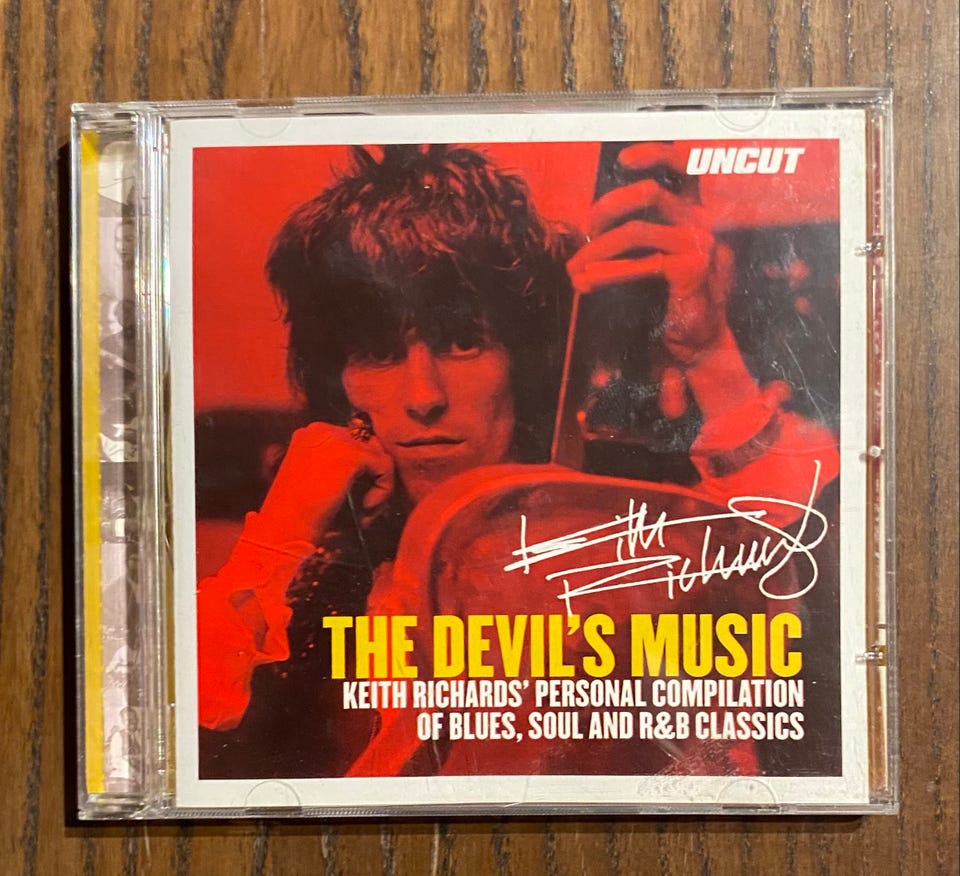 UNCUT
Keith
Richards
THE DEVIL'S MUSIC
KEITH RICHARDS' PERSONAL COMPILATION
OF BLUES, SOUL AND R&B CLASSICS